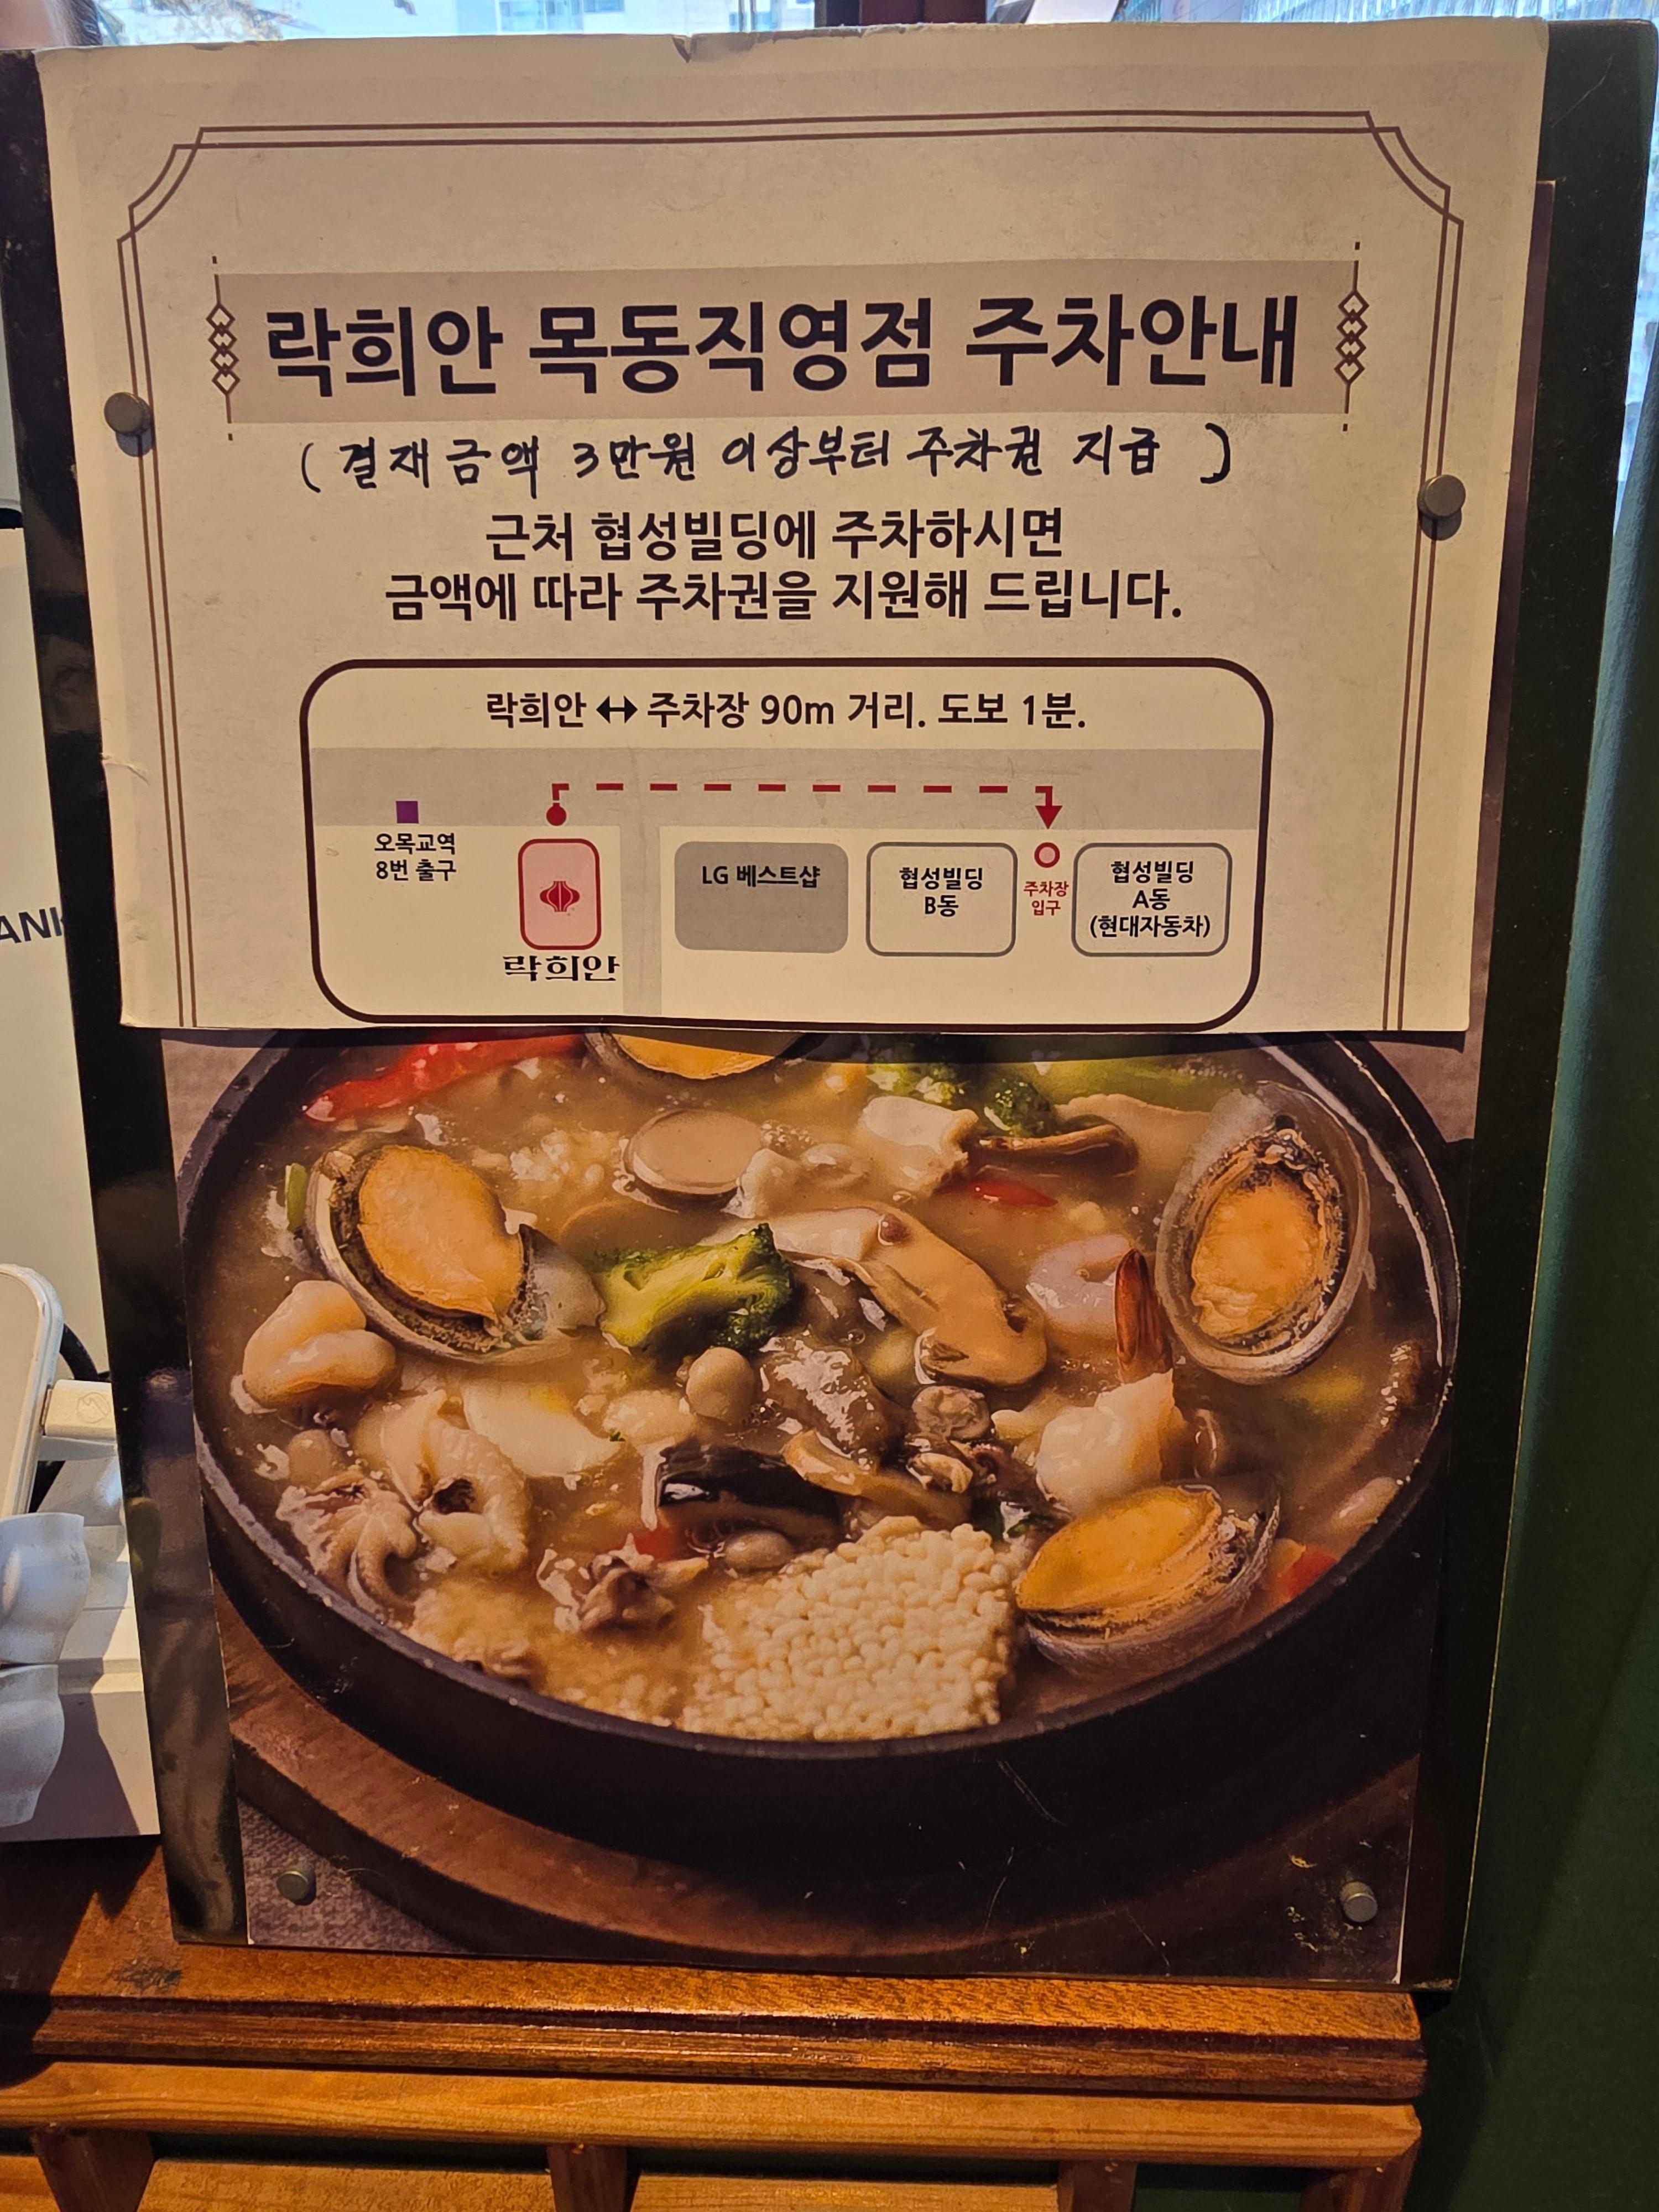 락희안 목동직영점 주차안내
( 결재금액 3만원 이상부터 주차권 지급 )
근처 협성빌딩에 주차하시면
금액에 따라 주차권을 지원해 드립니다.
락희안 ↔ 주차장 90m 거리. 도보 1분.
오목교역
8번 출구
락희안
LG 베스트샵
협성빌딩
B동
주차장
입구
협성빌딩
A동
(현대자동차)